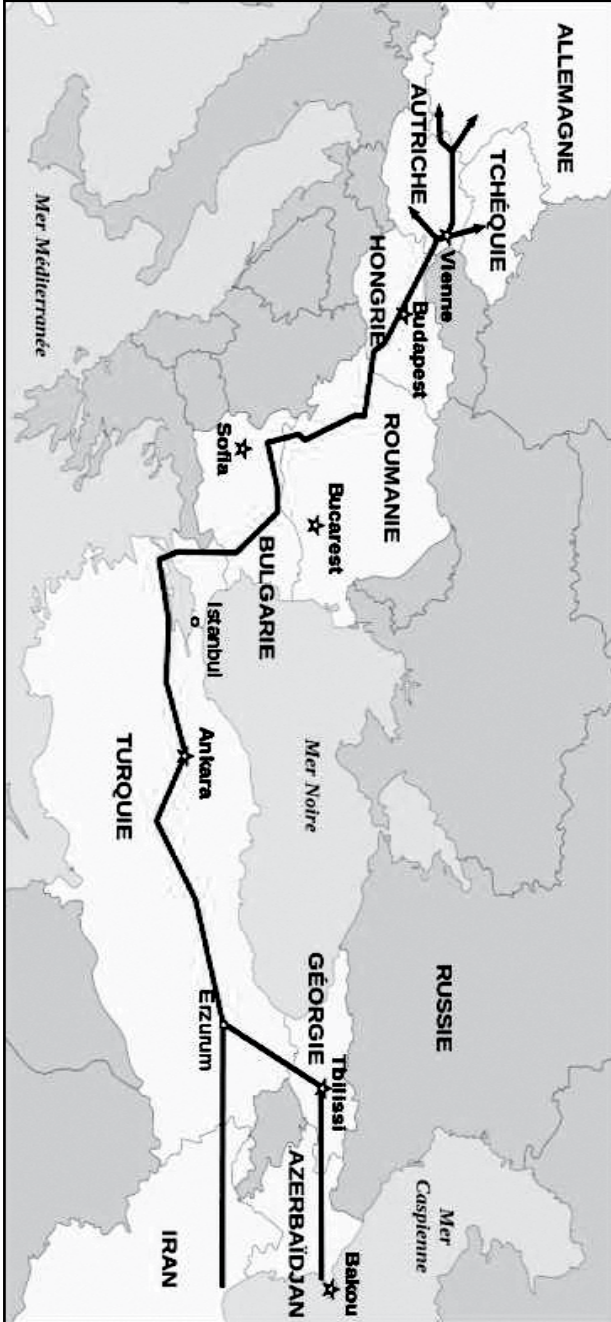 ALLEMAGNE
TCHÉQUIE
AUTRICHE
Vienne
HONGRIE
Budapest
ROUMANIE
Bucarest
Sofia
BULGARIE
Istanbul
Mer Méditerranée
Mer Noire
Ankara
TURQUIE
RUSSIE
GÉORGIE
Tbilissi
Erzurum
Mer
Caspienne
AZERBAÏDJAN
Bakou
IRAN